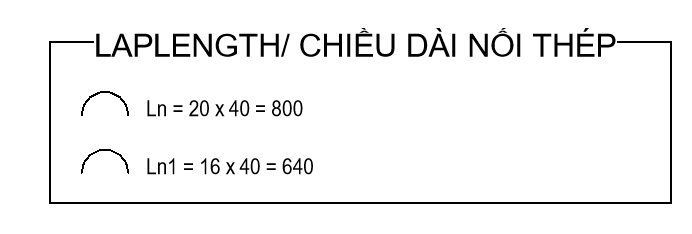 LAPLENGTH/ CHIỀU DÀI NỐI THÉP
Ln = 20 x 40 = 800
Ln1 = 16 x 40 = 640